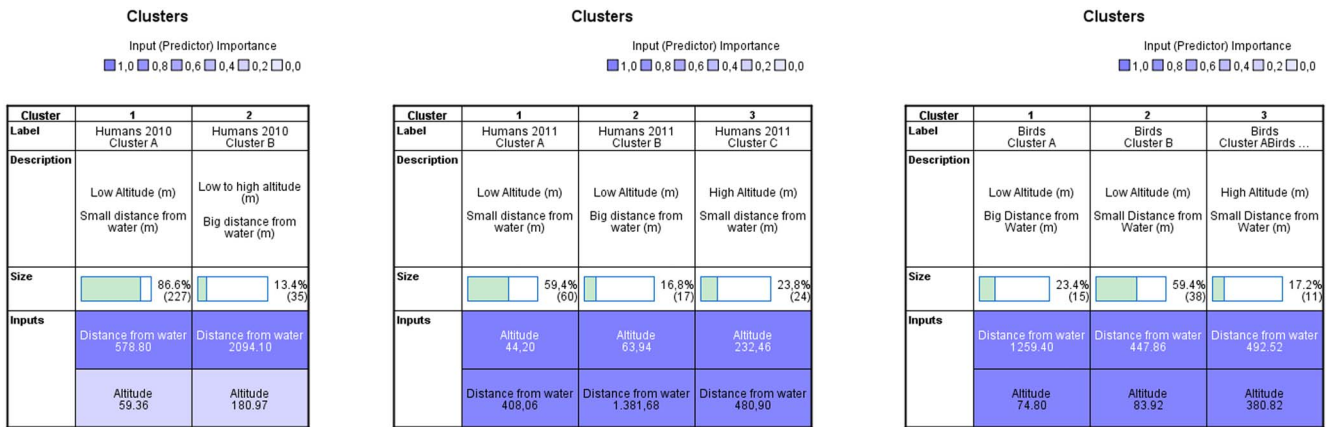 Clusters
Input (Predictor) Importance
1,0 0,8 0,6 0,4 0,2 0,0
Cluster 1 2
Label Humans 2010 Humans 2010
Cluster A Cluster B
Description
Low Altitude (m)
Small distance from
water (m)
Low to high altitude
(m)
Big distance from
water (m)
Size 86.6% 13.4%
(227) (35)
Inputs
Distance from water Distance from water
578.80 2094.10
Altitude Altitude
59.36 180.97
Clusters
Input (Predictor) Importance
1,0 0,8 0,6 0,4 0,2 0,0
Cluster 1 2 3
Label Humans 2011 Humans 2011 Humans 2011
Cluster A Cluster B Cluster C
Description
Low Altitude (m) Low Altitude (m) High Altitude (m)
Small distance from Big distance from Small distance from
water (m) water (m) water (m)
Size 59,4% 16,8% 23,8%
(60) (17) (24)
Inputs
Altitude Altitude Altitude
44,20 63,94 232,46
Distance from water Distance from water Distance from water
408,06 1.381,68 480,90
Clusters
Input (Predictor) Importance
1,0 0,8 0,6 0,4 0,2 0,0
Cluster 1 2 3
Label Birds Birds Birds
Cluster A Cluster B Cluster ABirds ...
Description
Low Altitude (m) Low Altitude (m) High Altitude (m)
Big Distance from Small Distance from Small Distance from
Water (m) Water (m) Water (m)
Size 23.4% 59.4% 17.2%
(15) (38) (11)
Inputs
Distance from water Distance from water Distance from water
1259.40 447.86 492.52
Altitude Altitude Altitude
74.80 83.92 380.82